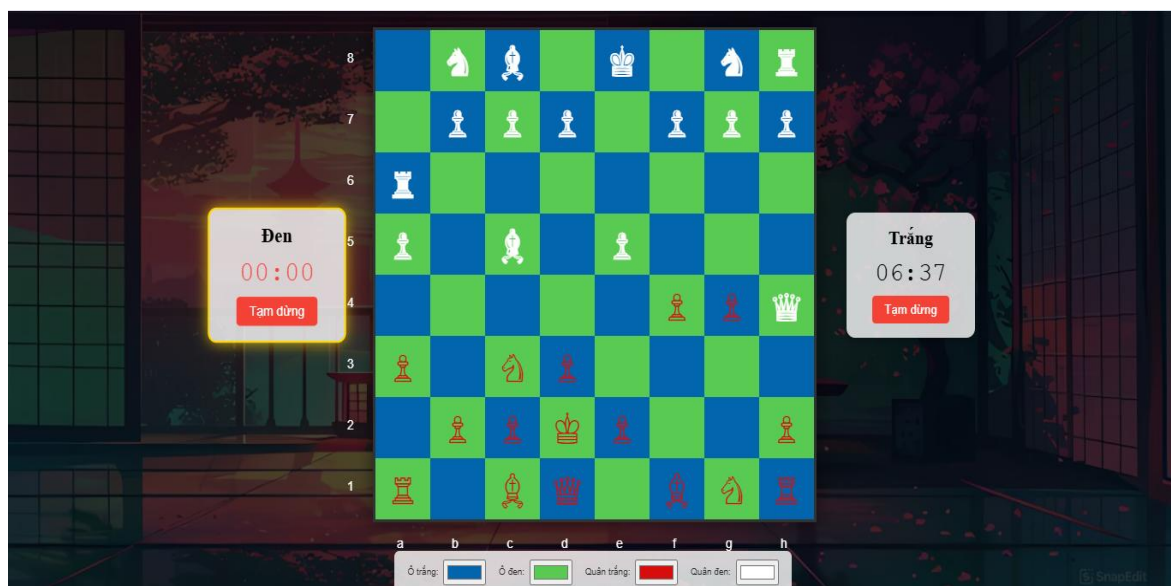 8
7
6
5
4
3
2
1
Đen
00:00
Tạm dừng
Trắng
06:37
Tạm dừng
a b c d e f g h
Ô trắng: Ô đen: Quân trắng: Quân đen:
SnapEdit